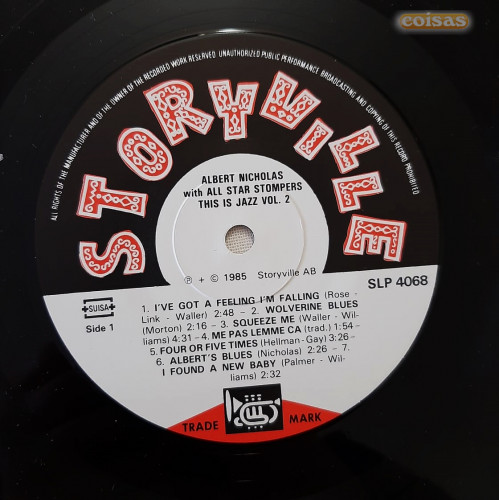 coisas
ALL RIGHTS OF THE MANUFACTURER AND OF THE OWNER OF THE RECORDED WORK RESERVED. UNAUTHORIZED PUBLIC PERFORMANCE, BROADCASTING AND COPYING OF THIS RECORD PROHIBITED
STORYVILLE
ALBERT NICHOLAS
with ALL STAR STOMPERS
THIS IS JAZZ VOL. 2
℗ + © 1985 Storyville AB
SLP 4068
+SUISA+
Side 1
1. I'VE GOT A FEELING I'M FALLING (Rose -
Link - Waller) 2:48 – 2. WOLVERINE BLUES
(Morton) 2:16 – 3. SQUEEZE ME (Waller - Wil-
liams) 4:31 – 4. ME PAS LEMME CA (trad.) 1:54 –
5. FOUR OR FIVE TIMES (Hellman - Gay) 3:26 –
6. ALBERT'S BLUES (Nicholas) 2:26 – 7.
I FOUND A NEW BABY (Palmer - Wil-
liams) 2:32
TRADE MARK